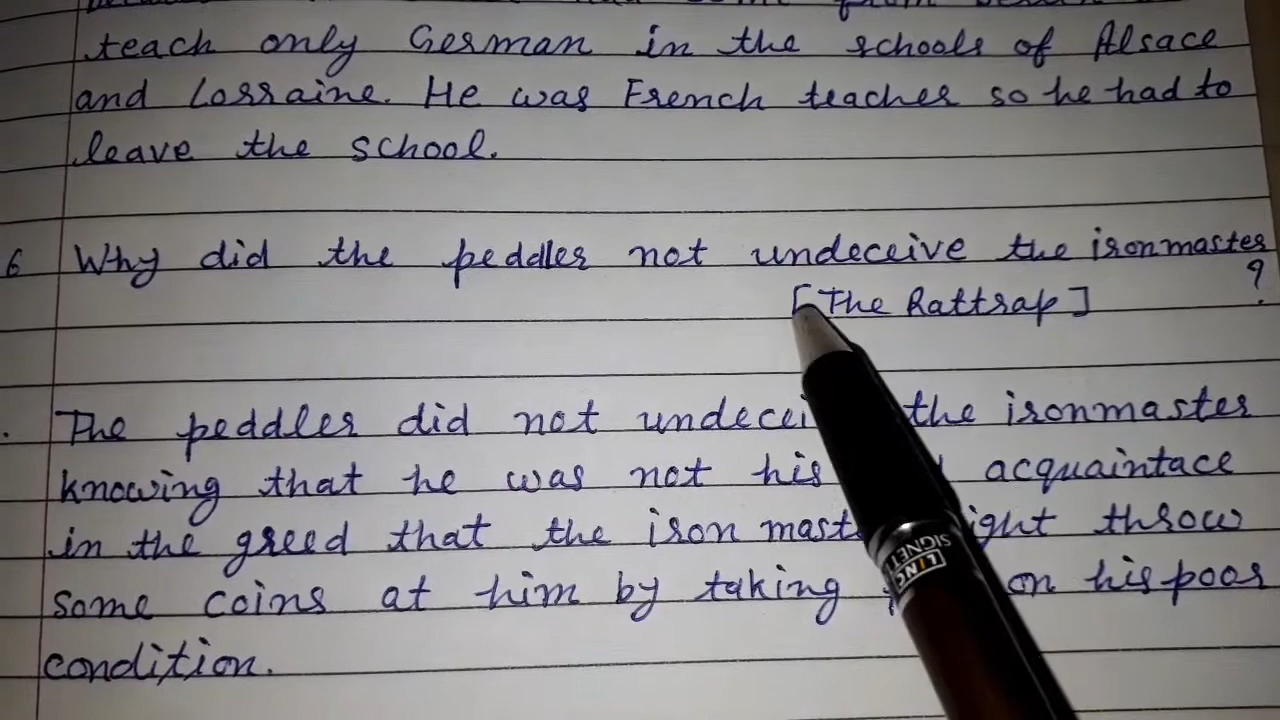 teach only German in the schools of Alsace
and Lorraine. He was French teacher so he had to
leave the school.
6 Why did the peddler not undeceive the ironmaster
?
[The Rattrap]
The peddler did not the ironmaster
knowing that he was not his acquaintace
in the greed that the iron throw
some coins at him by taking on his poor
condition.
LINC
SIGNET